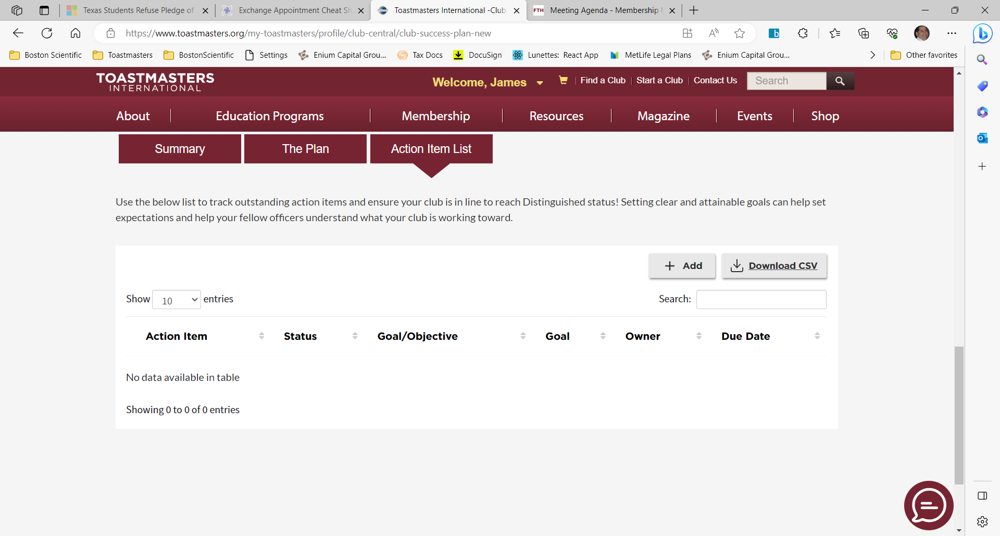 Texas Students Refuse Pledge of
Exchange Appointment Cheat Sh
Toastmasters International -Club
FTH Meeting Agenda - Membership
https://www.toastmasters.org/my-toastmasters/profile/club-central/club-success-plan-new
Boston Scientific
Toastmasters
BostonScientific
Settings
Enium Capital Grou...
Tax Docs
DocuSign
Lunettes: React App
MetLife Legal Plans
Enium Capital Grou...
Other favorites
TOASTMASTERS
INTERNATIONAL
Welcome, James
Find a Club
Start a Club
Contact Us
Search
About
Education Programs
Membership
Resources
Magazine
Events
Shop
Summary
The Plan
Action Item List
Use the below list to track outstanding action items and ensure your club is in line to reach Distinguished status! Setting clear and attainable goals can help set
expectations and help your fellow officers understand what your club is working toward.
Add
Download CSV
Show 10 entries
Search:
Action Item
Status
Goal/Objective
Goal
Owner
Due Date
No data available in table
Showing 0 to 0 of 0 entries